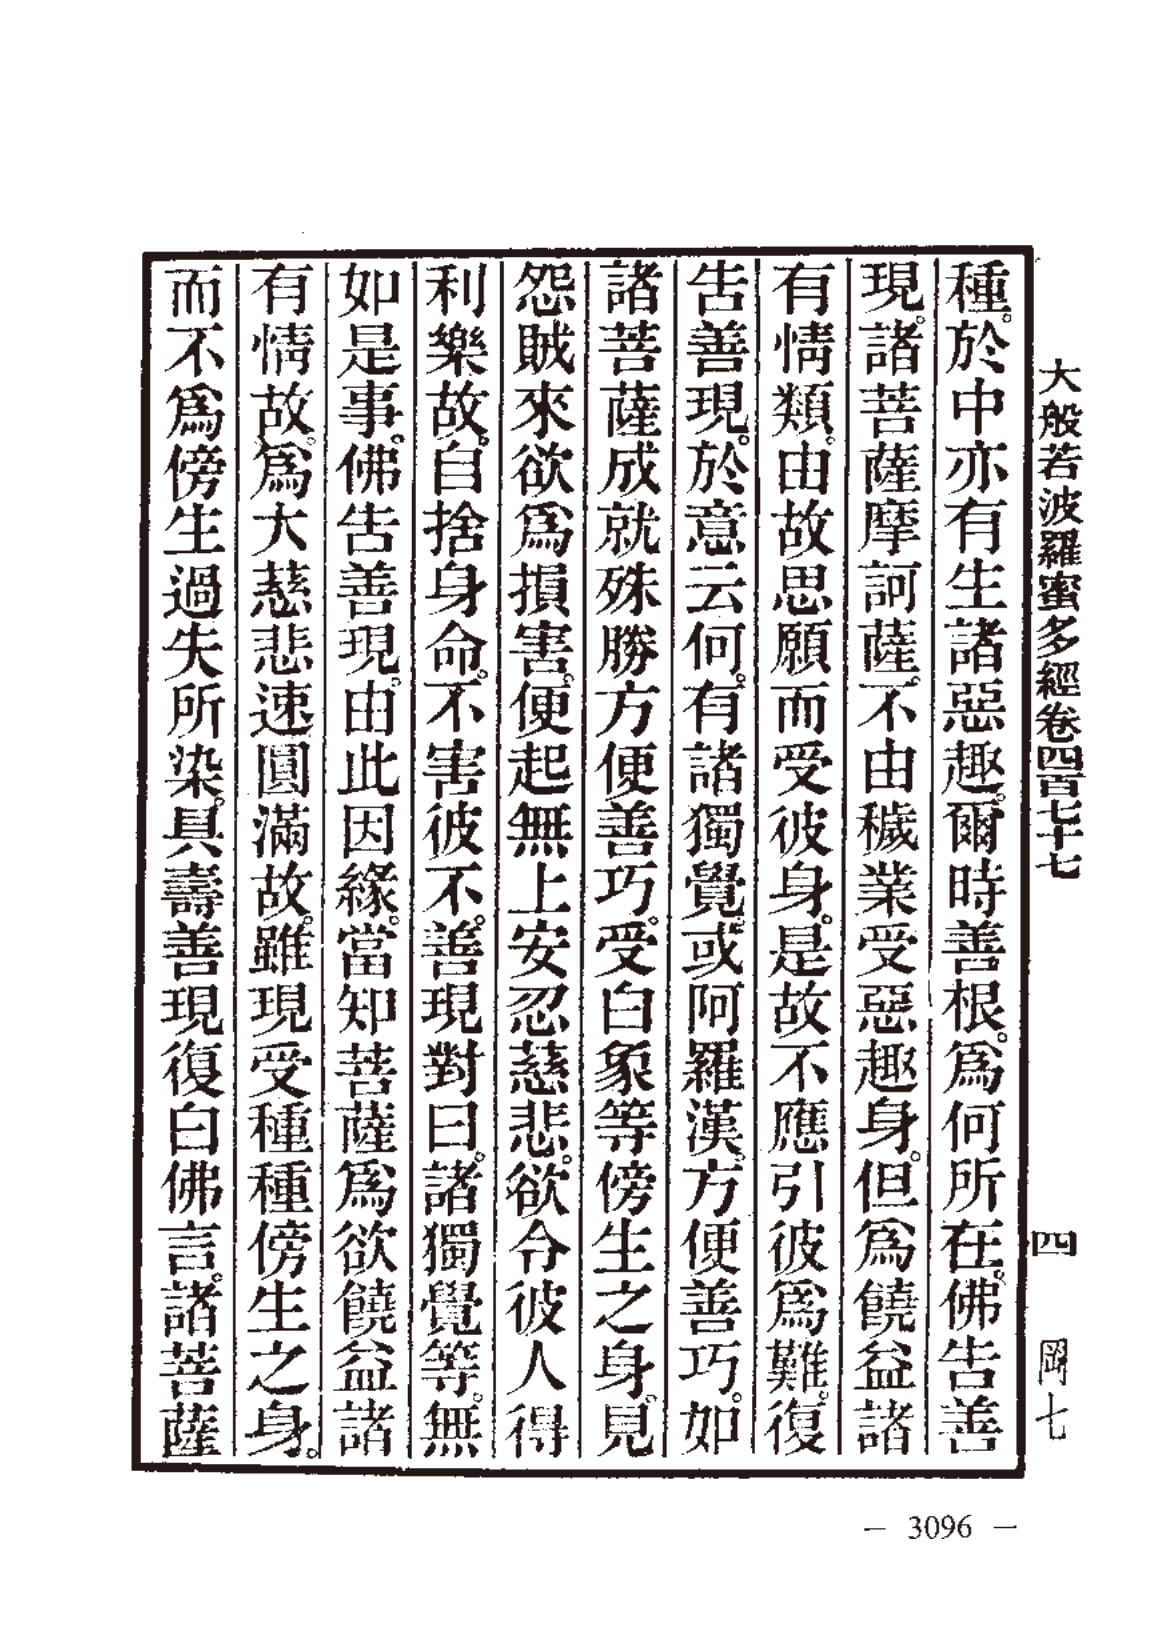 大般若波羅蜜多經卷四百七十七　四　岡七
種。於中亦有生諸惡趣。爾時善根。爲何所在。佛告善
現。諸菩薩摩訶薩。不由穢業受惡趣身。但爲饒益諸
有情類。由故思願而受彼身。是故不應引彼爲難。復
告善現。於意云何。有諸獨覺。或阿羅漢。方便善巧。如
諸菩薩成就殊勝方便善巧。受白象等傍生之身。見
怨賊來欲爲損害。便起無上安忍慈悲。欲令彼人得
利樂故。自捨身命。不害彼不。善現對曰。諸獨覺等。無
如是事。佛告善現。由此因緣。當知菩薩爲欲饒益諸
有情故。爲大慈悲速圓滿故。雖現受種種傍生之身。
而不爲傍生過失所染。具壽善現復白佛言。諸菩薩
— 3096 —